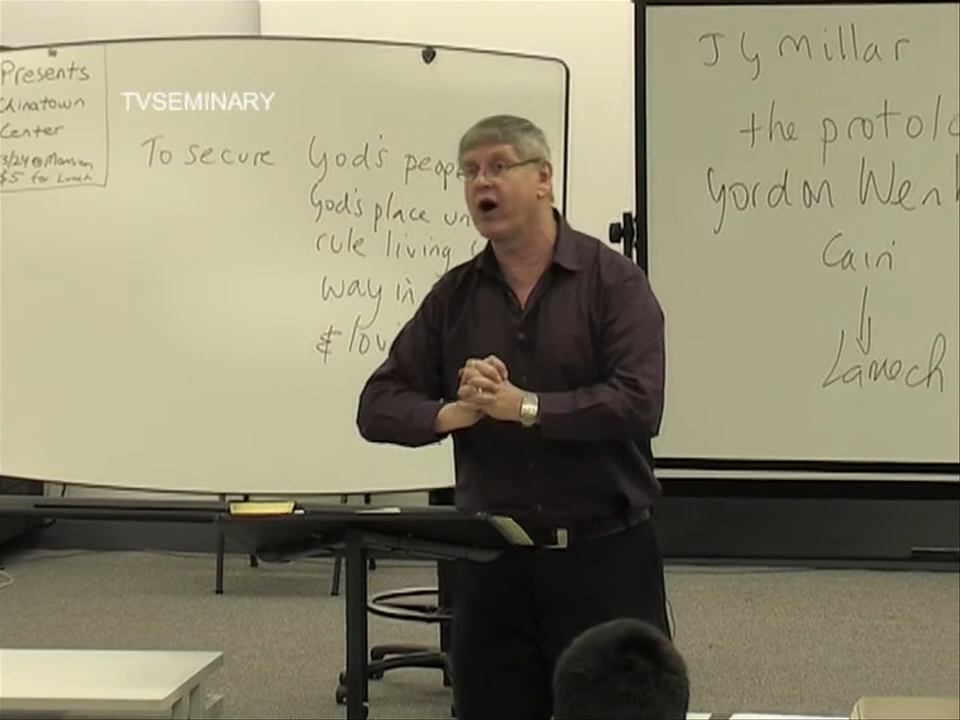 Presents
Chinatown
Center
3/24 @ Mansion
$5 for Lunch
TVSEMINARY
To secure God's peop
God's place un
rule living
way in
& lov
J G Millar
the protol
Gordon Wen
Cain
Lamech